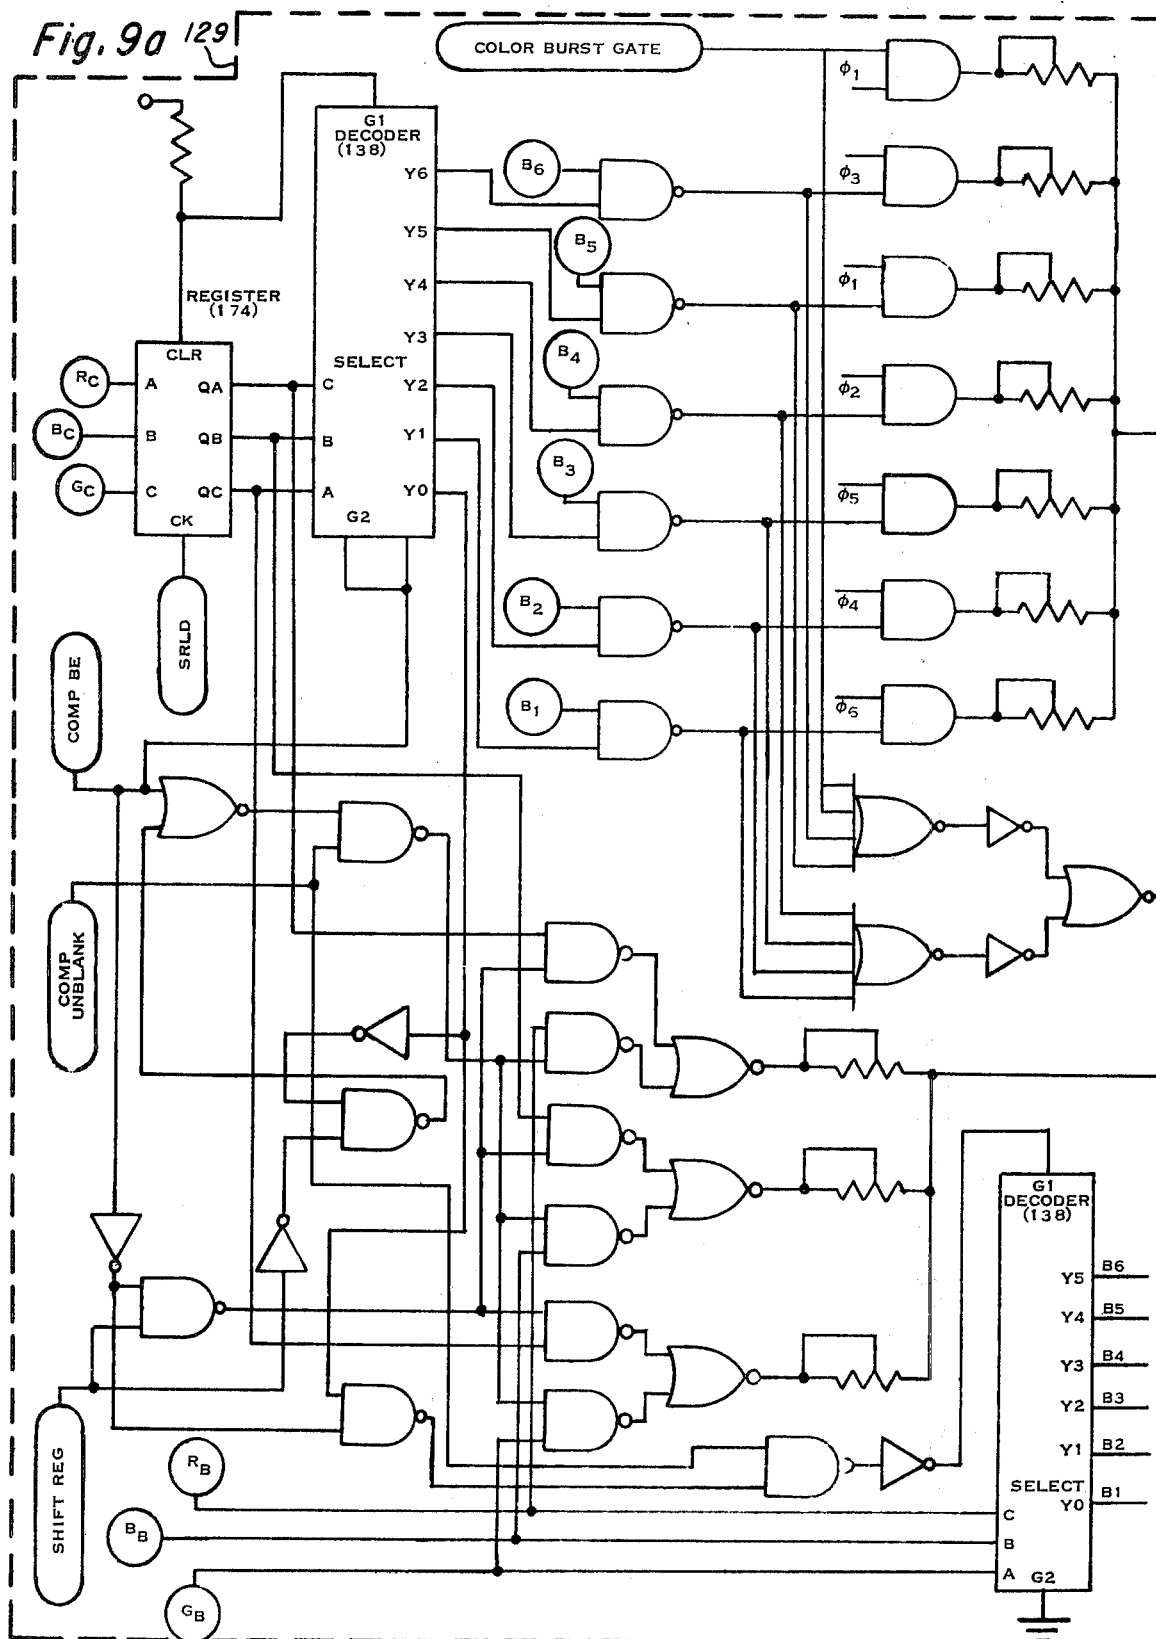 Fig. 9a 129
COLOR BURST GATE
G1
DECODER
(138)
Y6
Y5
Y4
Y3
SELECT
Y2
Y1
Y0
C
B
A
G2
REGISTER
(174)
CLR
A QA
B QB
C QC
CK
RC
BC
GC
SRLD
COMP BE
COMP
UNBLANK
SHIFT REG
B6
B5
B4
B3
B2
B1
ϕ1
ϕ3
ϕ1
ϕ2
ϕ5
ϕ4
ϕ6
RB
BB
GB
G1
DECODER
(138)
Y5 B6
Y4 B5
Y3 B4
Y2 B3
Y1 B2
SELECT
Y0 B1
C
B
A G2